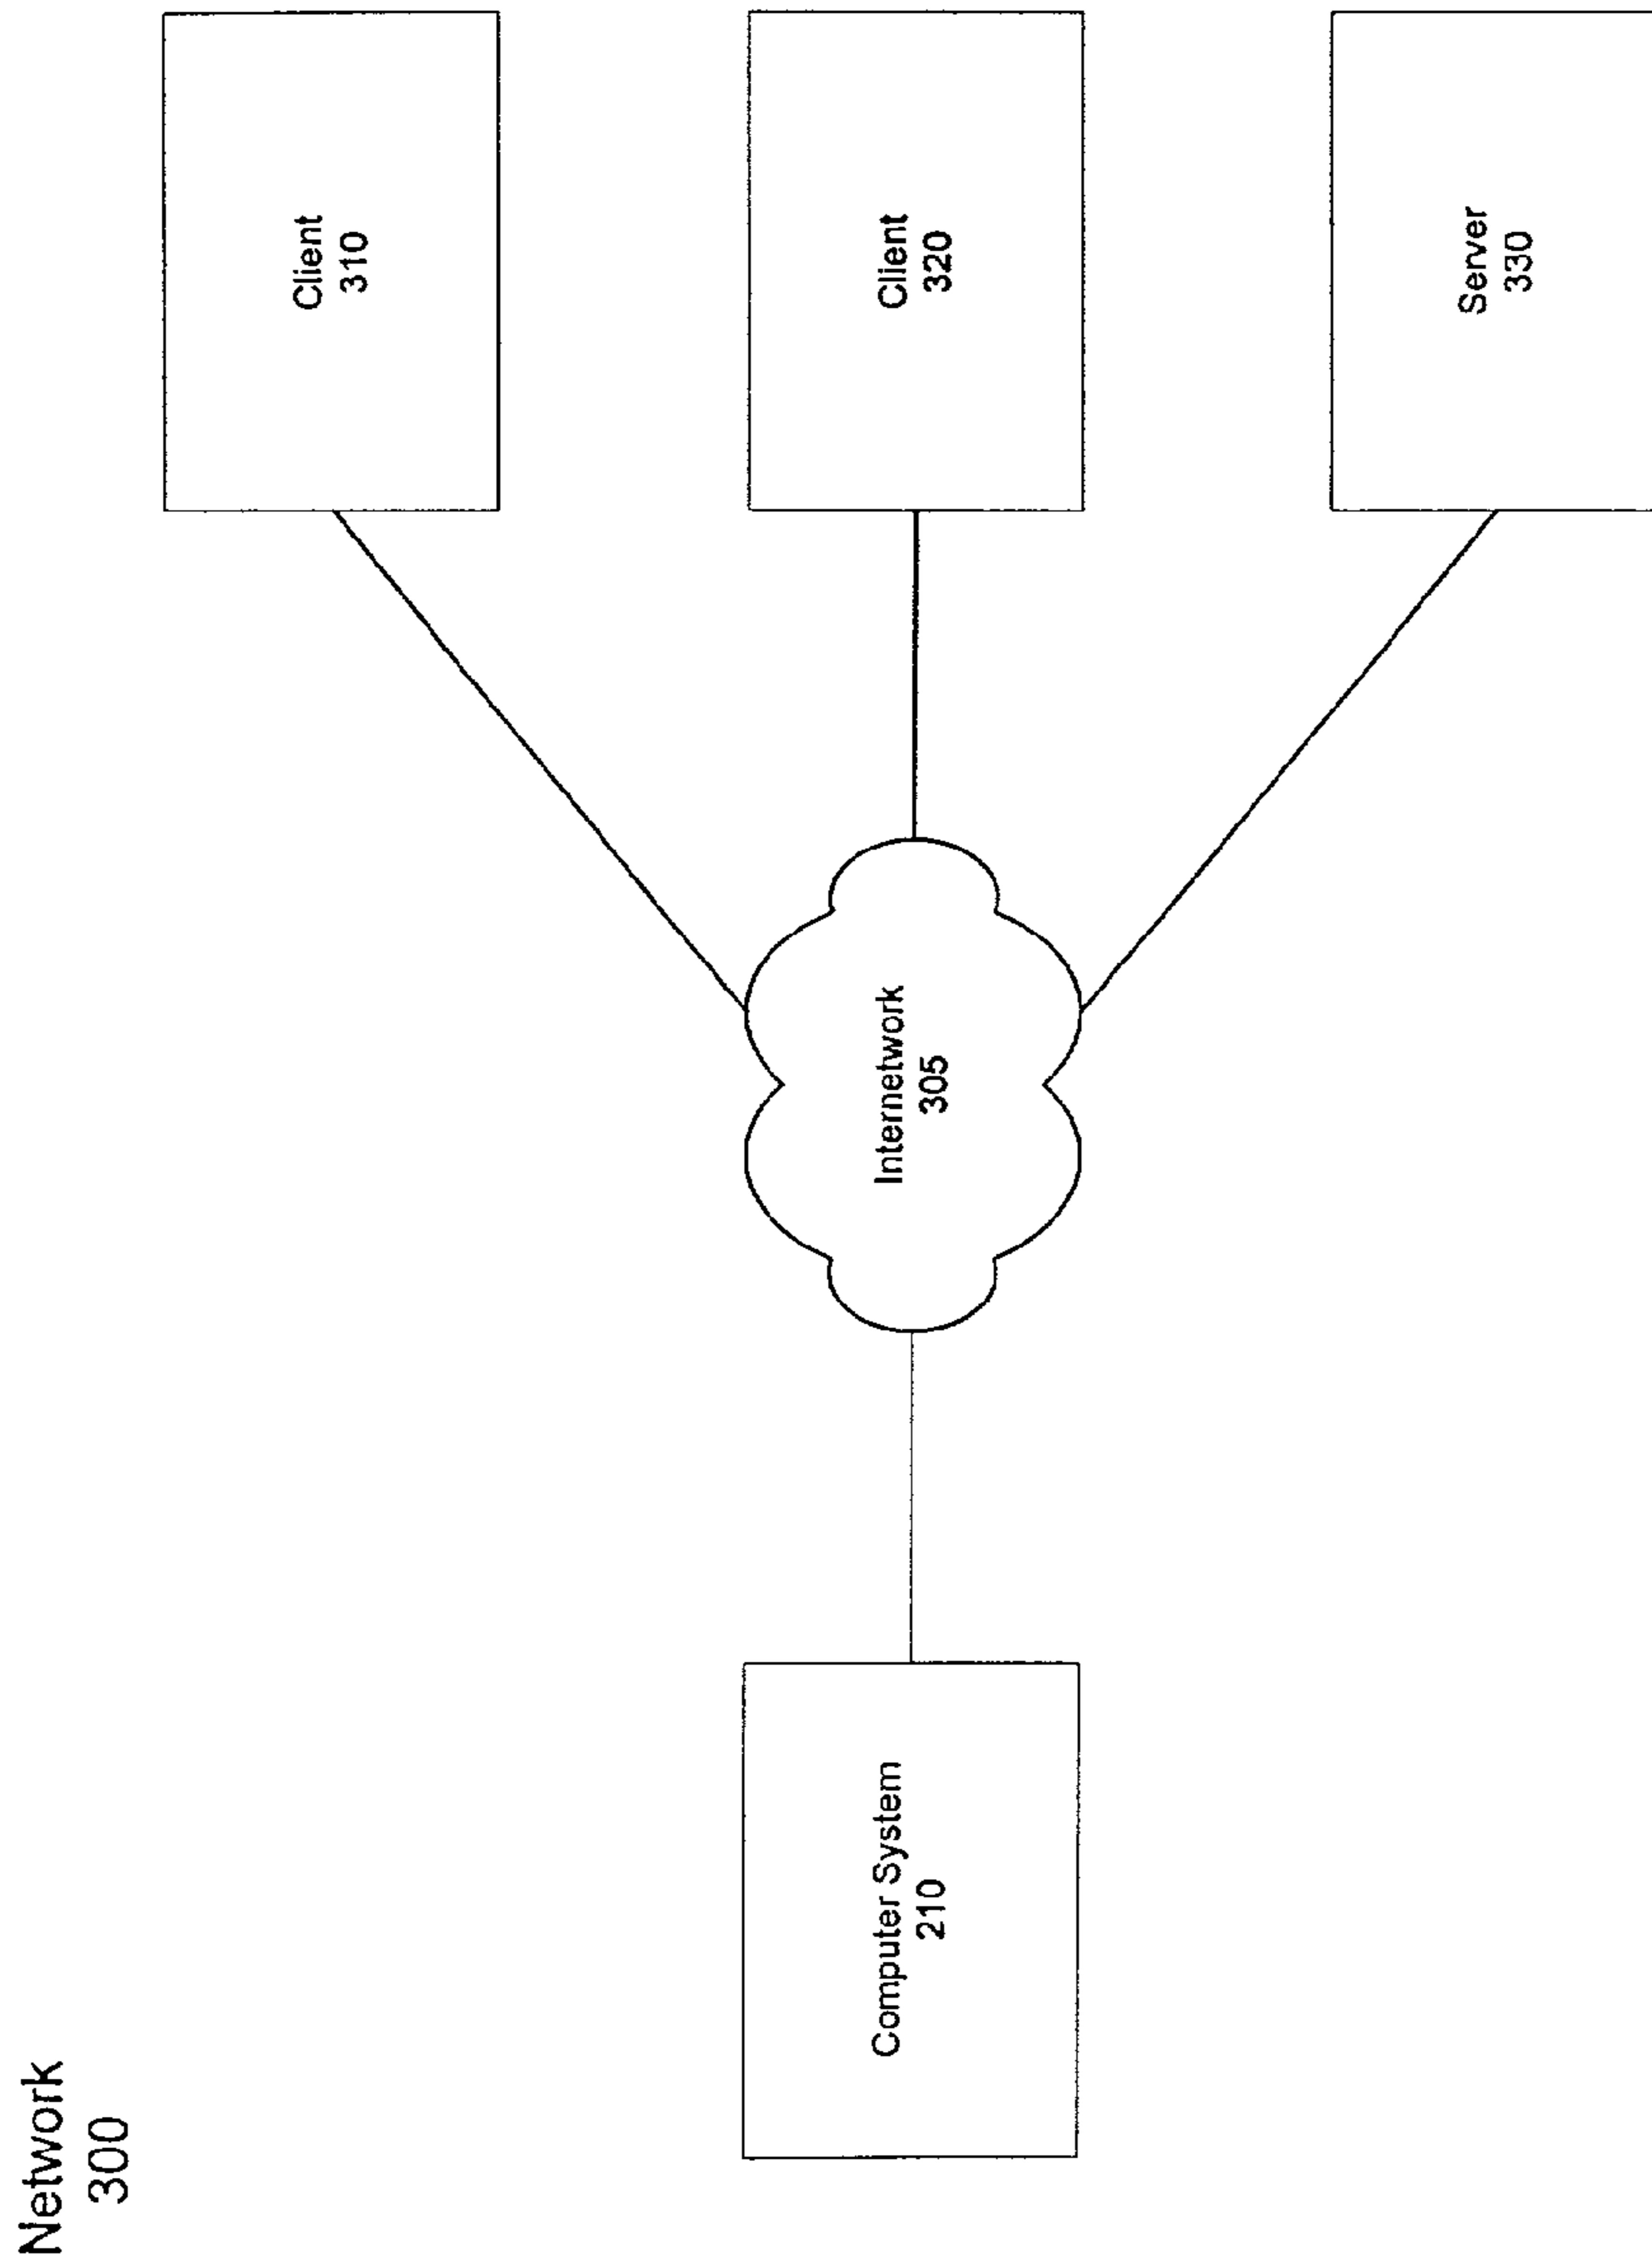 Network
300
Computer System
210
Internetwork
305
Client
310
Client
320
Server
330